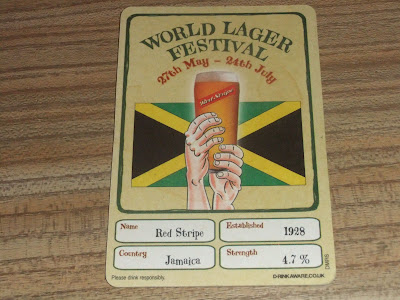 WORLD LAGER
FESTIVAL
27th May - 24th July
Red Stripe
Name Red Stripe
Established 1928
Country Jamaica
Strength 4.7 %
Please drink responsibly.
DRINKAWARE.CO.UK